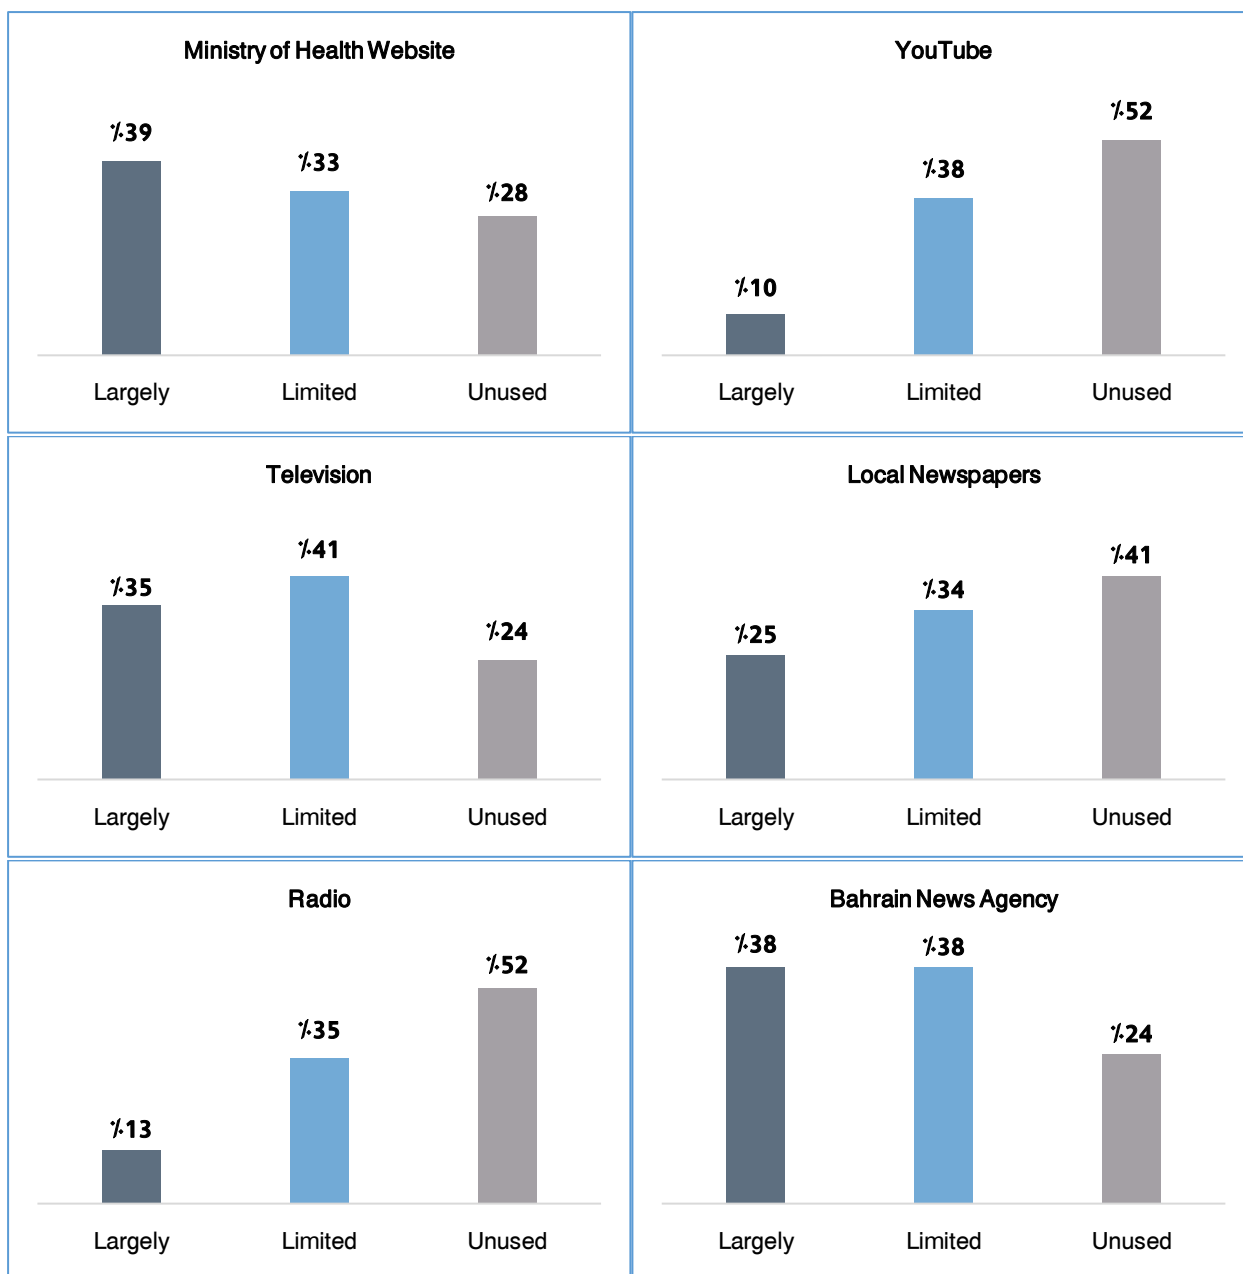 Ministry of Health Website
٪39
٪33
٪28
Largely Limited Unused
YouTube
٪52
٪38
٪10
Largely Limited Unused
Television
٪41
٪35
٪24
Largely Limited Unused
Local Newspapers
٪41
٪34
٪25
Largely Limited Unused
Radio
٪52
٪35
٪13
Largely Limited Unused
Bahrain News Agency
٪38 ٪38
٪24
Largely Limited Unused